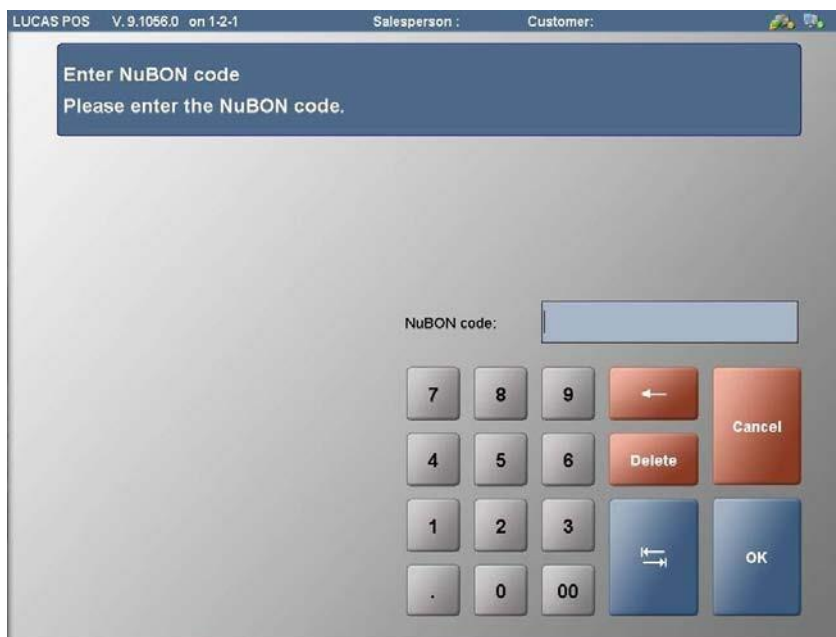 LUCAS POS V. 9.1056.0 on 1-2-1 Salesperson : Customer:
Enter NuBON code
Please enter the NuBON code.
NuBON code:
7 8 9 ← Cancel
4 5 6 Delete
1 2 3 OK
. 0 00